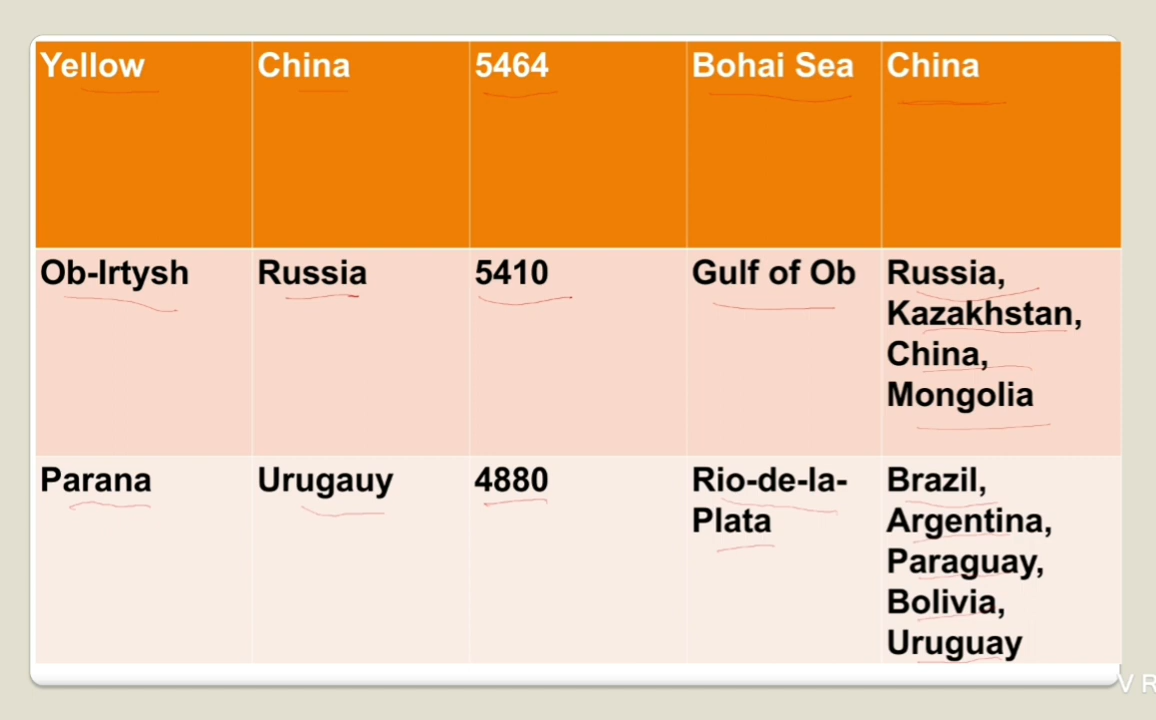 Yellow China 5464 Bohai Sea China
Ob-Irtysh Russia 5410 Gulf of Ob Russia,
Kazakhstan,
China,
Mongolia
Parana Urugauy 4880 Rio-de-la- Brazil,
Plata Argentina,
Paraguay,
Bolivia,
Uruguay
V R